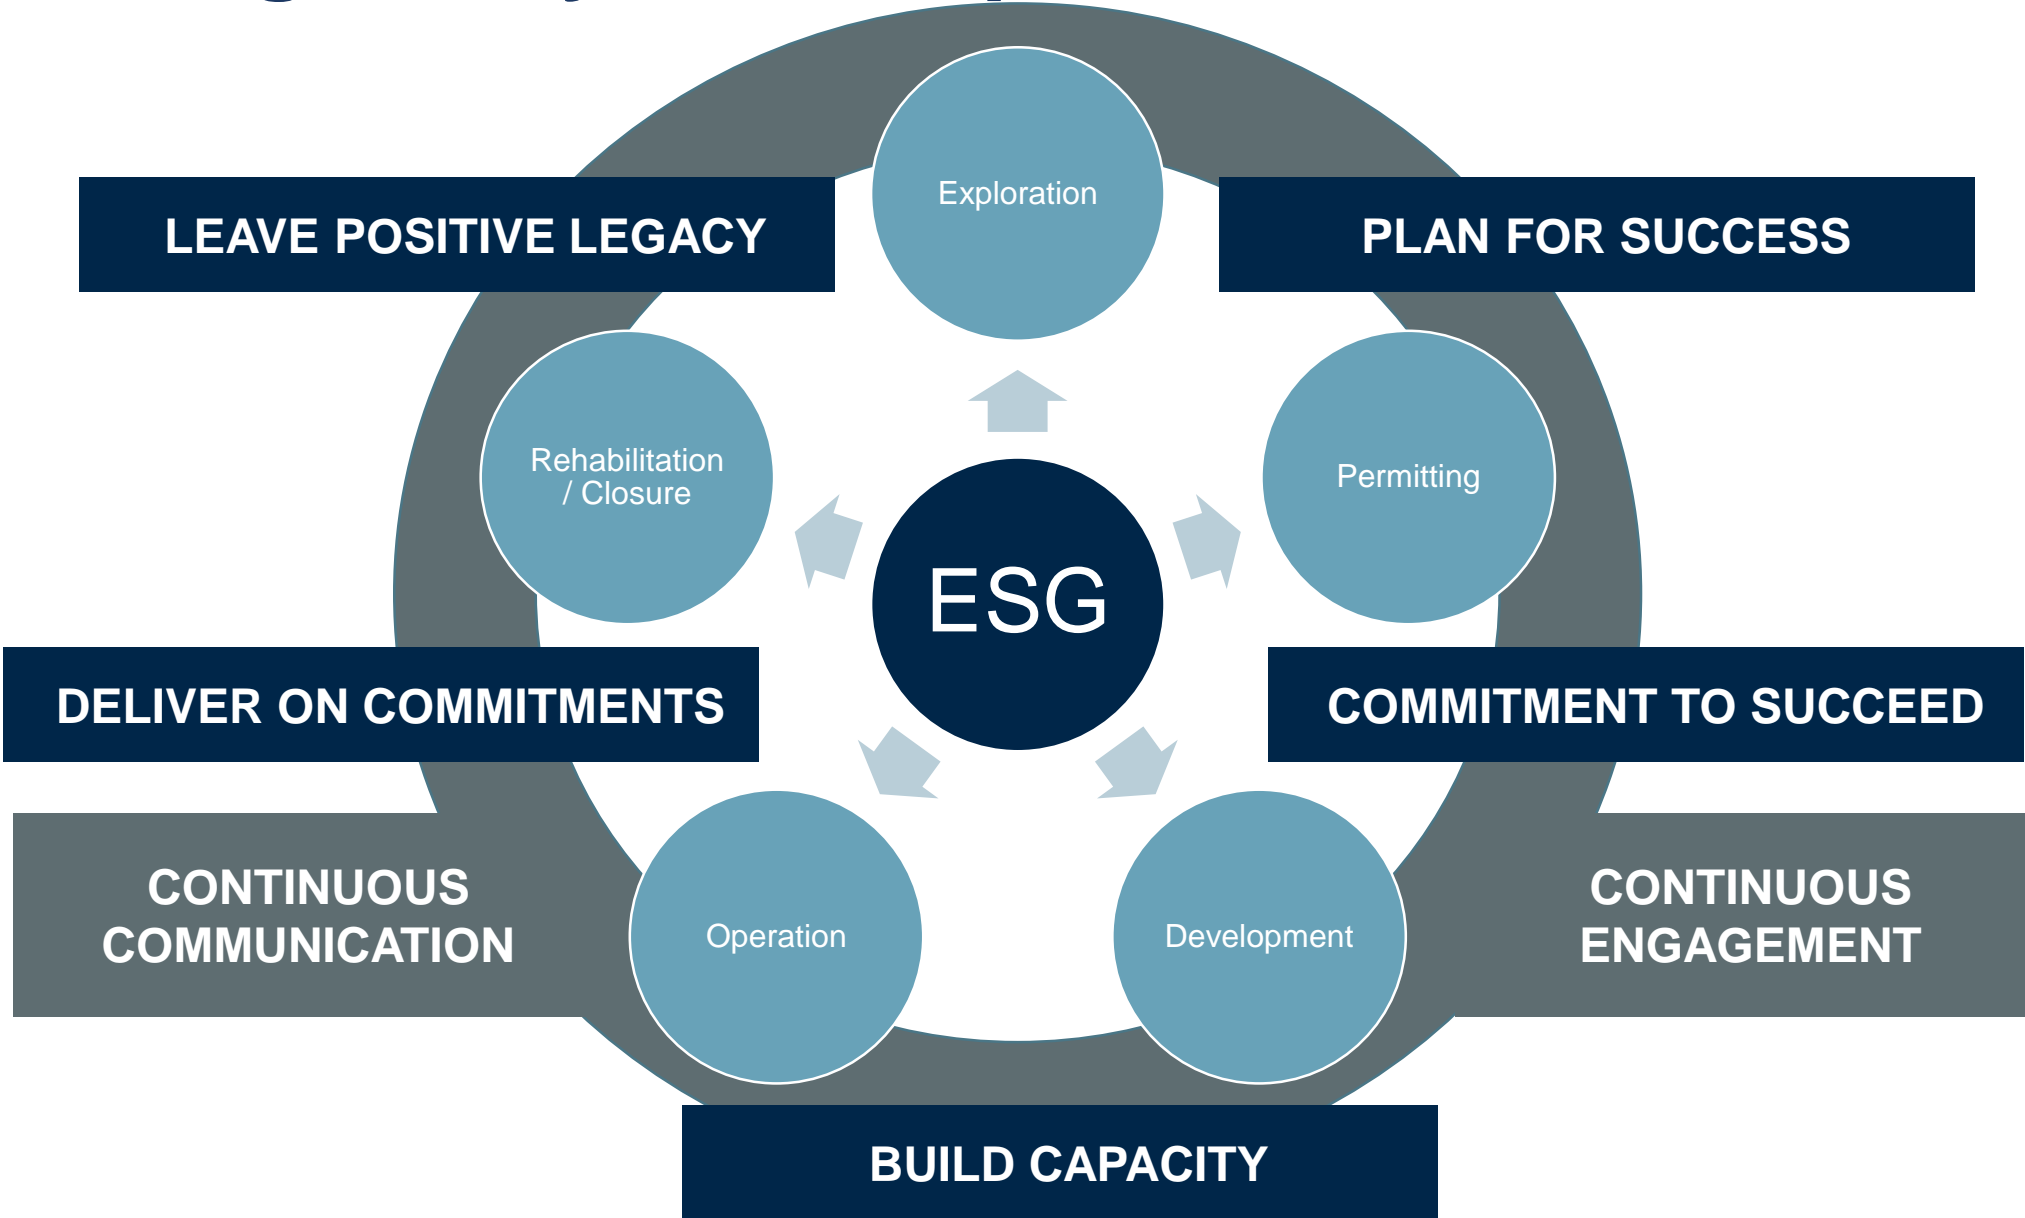 Exploration
LEAVE POSITIVE LEGACY
PLAN FOR SUCCESS
Rehabilitation
/ Closure
Permitting
ESG
DELIVER ON COMMITMENTS
COMMITMENT TO SUCCEED
CONTINUOUS
COMMUNICATION
CONTINUOUS
ENGAGEMENT
Operation
Development
BUILD CAPACITY